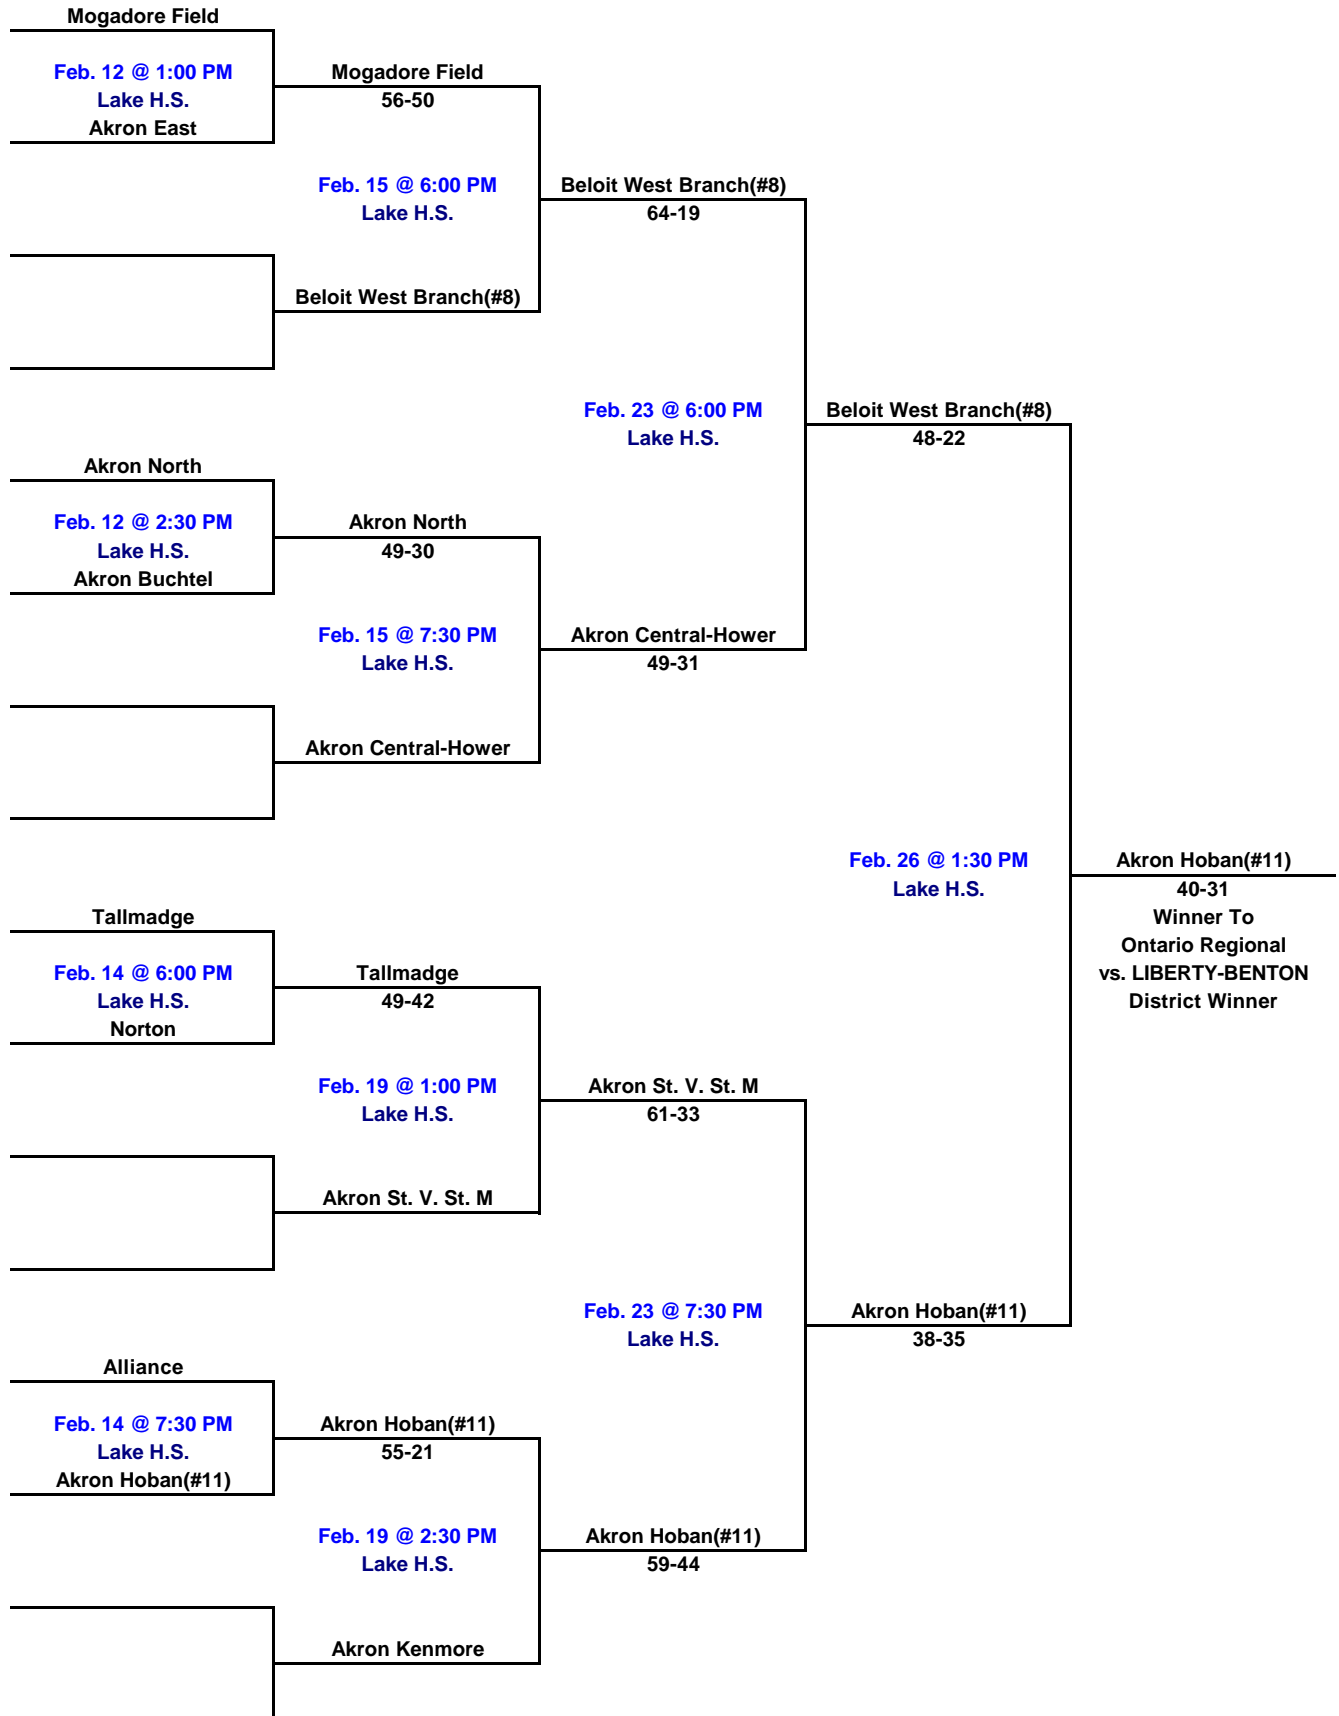 Mogadore Field
Feb. 12 @ 1:00 PM
Lake H.S.
Akron East
Mogadore Field
56-50
Feb. 15 @ 6:00 PM
Lake H.S.
Beloit West Branch(#8)
Beloit West Branch(#8)
64-19
Feb. 23 @ 6:00 PM
Lake H.S.
Beloit West Branch(#8)
48-22
Akron North
Feb. 12 @ 2:30 PM
Lake H.S.
Akron Buchtel
Akron North
49-30
Feb. 15 @ 7:30 PM
Lake H.S.
Akron Central-Hower
Akron Central-Hower
49-31
Feb. 26 @ 1:30 PM
Lake H.S.
Akron Hoban(#11)
40-31
Winner To
Ontario Regional
vs. LIBERTY-BENTON
District Winner
Tallmadge
Feb. 14 @ 6:00 PM
Lake H.S.
Norton
Tallmadge
49-42
Feb. 19 @ 1:00 PM
Lake H.S.
Akron St. V. St. M
Akron St. V. St. M
61-33
Feb. 23 @ 7:30 PM
Lake H.S.
Akron Hoban(#11)
38-35
Alliance
Feb. 14 @ 7:30 PM
Lake H.S.
Akron Hoban(#11)
Akron Hoban(#11)
55-21
Feb. 19 @ 2:30 PM
Lake H.S.
Akron Hoban(#11)
59-44
Akron Kenmore